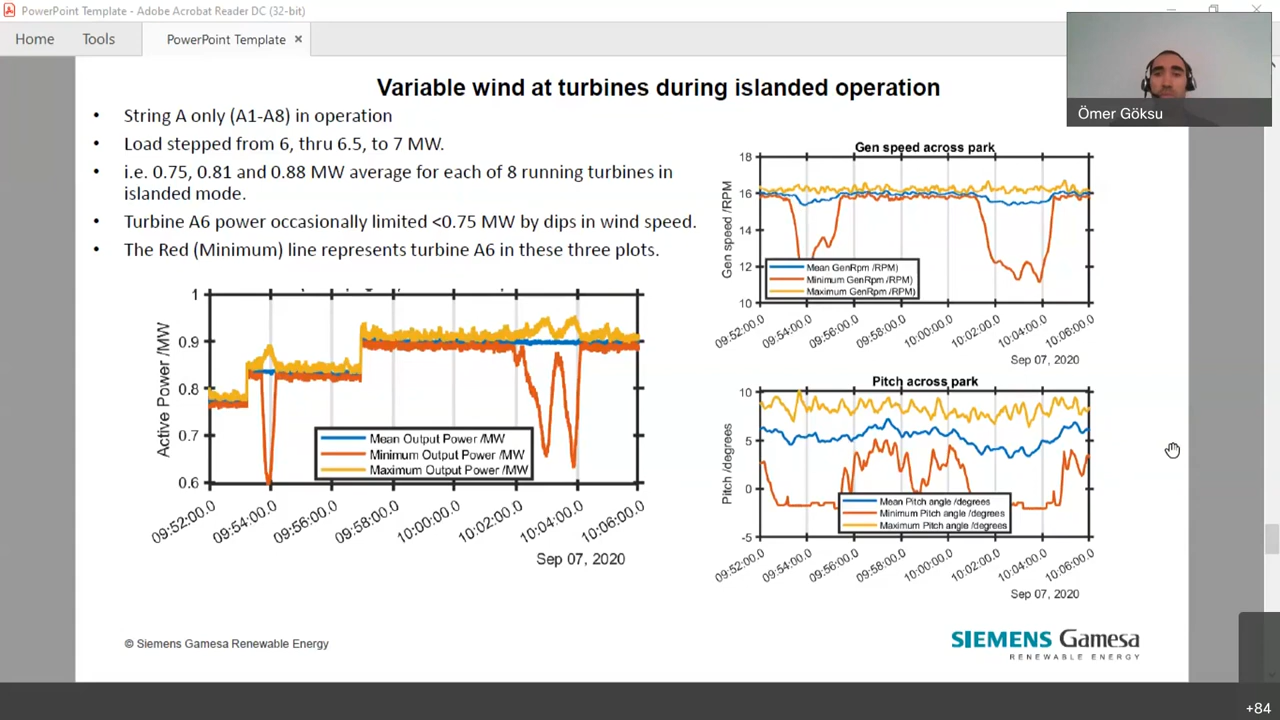 PowerPoint Template - Adobe Acrobat Reader DC (32-bit)
Home
Tools
PowerPoint Template ×
Ömer Göksu
Variable wind at turbines during islanded operation
• String A only (A1-A8) in operation
• Load stepped from 6, thru 6.5, to 7 MW.
• i.e. 0.75, 0.81 and 0.88 MW average for each of 8 running turbines in
islanded mode.
• Turbine A6 power occasionally limited <0.75 MW by dips in wind speed.
• The Red (Minimum) line represents turbine A6 in these three plots.
1
0.9
0.8
0.7
0.6
Active Power /MW
Mean Output Power /MW
Minimum Output Power /MW
Maximum Output Power /MW
09:52:00.0
09:54:00.0
09:56:00.0
09:58:00.0
10:00:00.0
10:02:00.0
10:04:00.0
10:06:00.0
Sep 07, 2020
Gen speed across park
18
16
14
12
10
Gen speed /RPM
Mean GenRpm /RPM)
Minimum GenRpm /RPM)
Maximum GenRpm /RPM)
09:52:00.0
09:54:00.0
09:56:00.0
09:58:00.0
10:00:00.0
10:02:00.0
10:04:00.0
10:06:00.0
Sep 07, 2020
Pitch across park
10
5
0
-5
Pitch /degrees
Mean Pitch angle /degrees
Minimum Pitch angle /degrees
Maximum Pitch angle /degrees
09:52:00.0
09:54:00.0
09:56:00.0
09:58:00.0
10:00:00.0
10:02:00.0
10:04:00.0
10:06:00.0
Sep 07, 2020
© Siemens Gamesa Renewable Energy
SIEMENS Gamesa
RENEWABLE ENERGY
+84